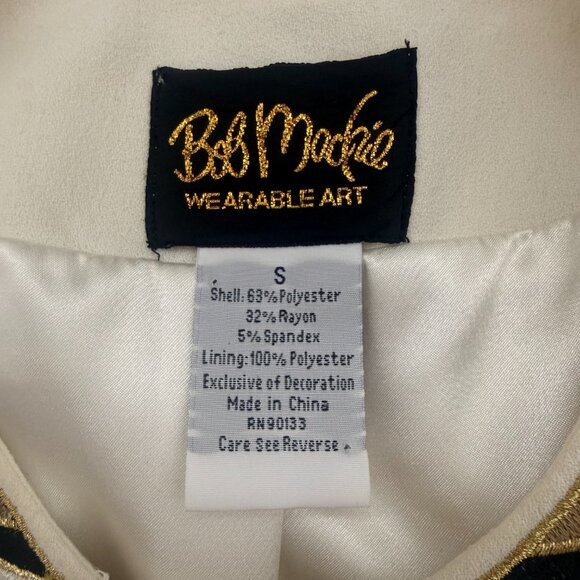 Bob Mackie
WEARABLE ART
S
Shell: 63% Polyester
32% Rayon
5% Spandex
Lining: 100% Polyester
Exclusive of Decoration
Made in China
RN90133
Care See Reverse